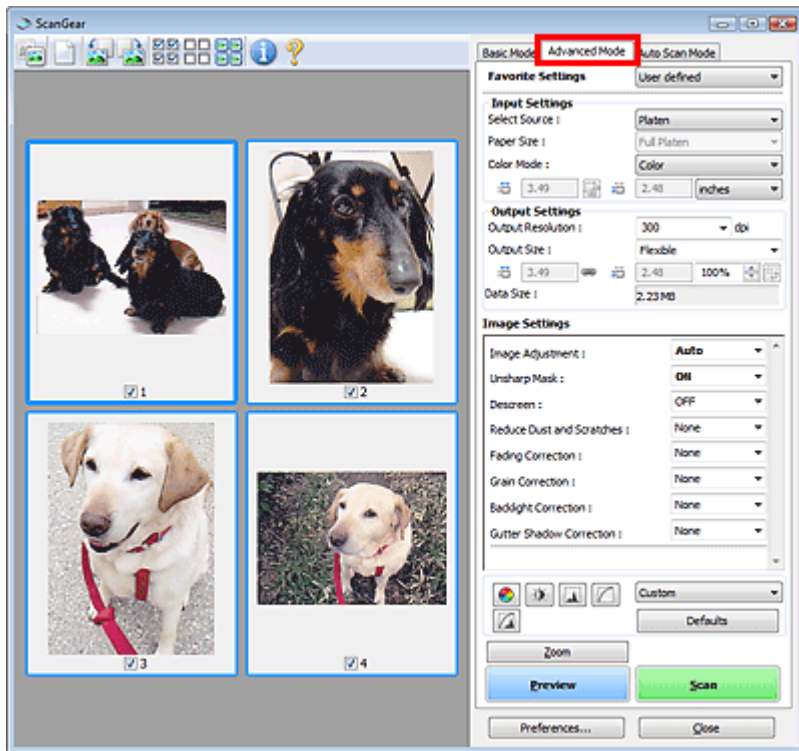 ScanGear
Basic Mode Advanced Mode Auto Scan Mode
Favorite Settings User defined
Input Settings
Select Source : Platen
Paper Size : Full Platen
Color Mode : Color
3.49 2.48 inches
Output Settings
Output Resolution : 300 dpi
Output Size : Flexible
3.49 2.48 100%
Data Size : 2.23 MB
Image Settings
Image Adjustment : Auto
Unsharp Mask : ON
Descreen : OFF
Reduce Dust and Scratches : None
Fading Correction : None
Grain Correction : None
Backlight Correction : None
Gutter Shadow Correction : None
Custom
Defaults
Zoom
Preview Scan
Preferences... Close
1 2
3 4